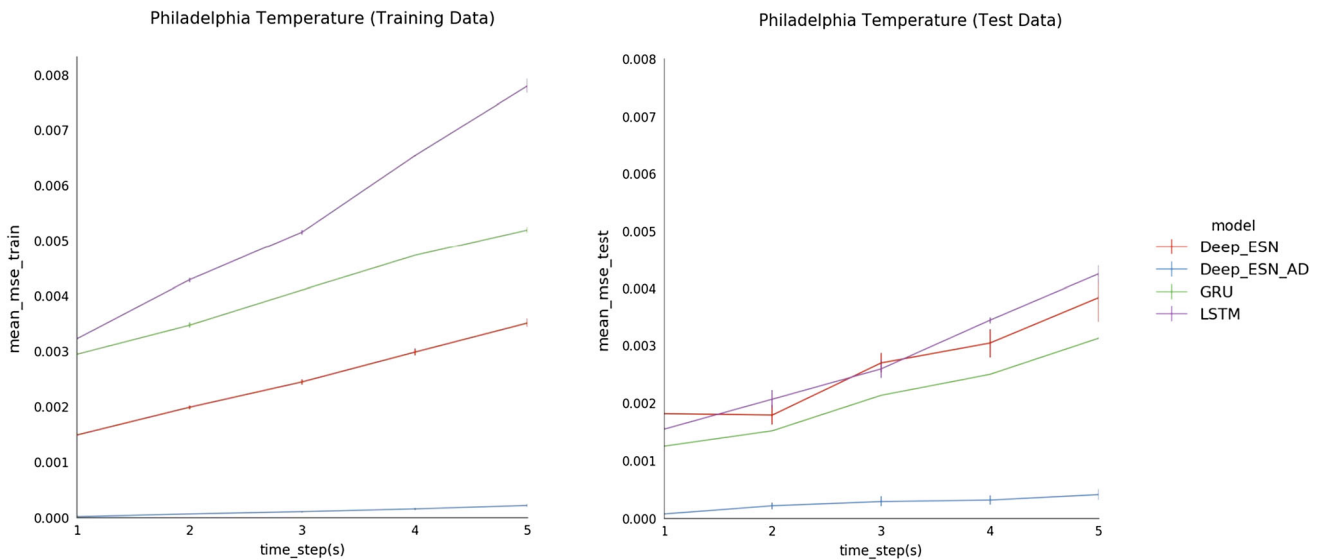 Philadelphia Temperature (Training Data)
mean_mse_train
0.008
0.007
0.006
0.005
0.004
0.003
0.002
0.001
0.000
1 2 3 4 5
time_step(s)
Philadelphia Temperature (Test Data)
mean_mse_test
0.008
0.007
0.006
0.005
0.004
0.003
0.002
0.001
0.000
1 2 3 4 5
time_step(s)
model
Deep_ESN
Deep_ESN_AD
GRU
LSTM